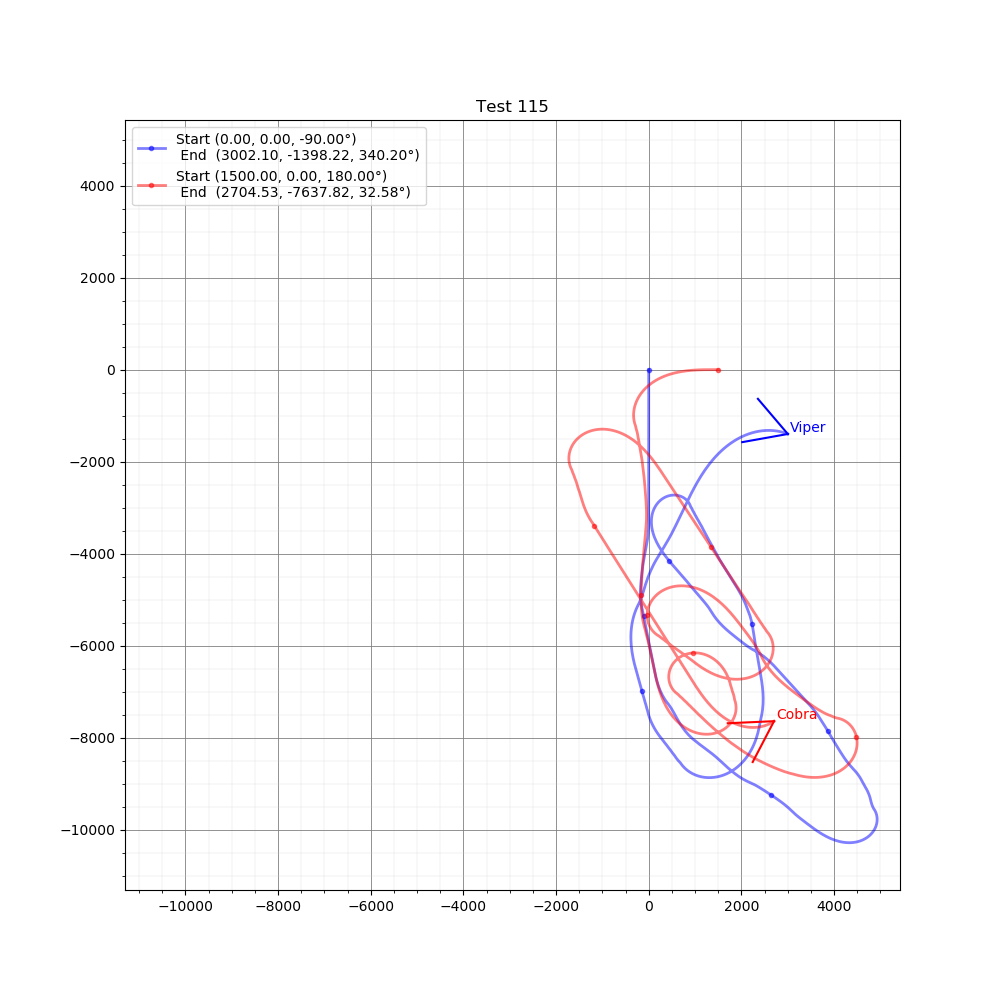 Test 115
Start (0.00, 0.00, -90.00°)
End (3002.10, -1398.22, 340.20°)
Start (1500.00, 0.00, 180.00°)
End (2704.53, -7637.82, 32.58°)
4000
2000
0
−2000
−4000
−6000
−8000
−10000
Viper
Cobra
−10000 −8000 −6000 −4000 −2000 0 2000 4000